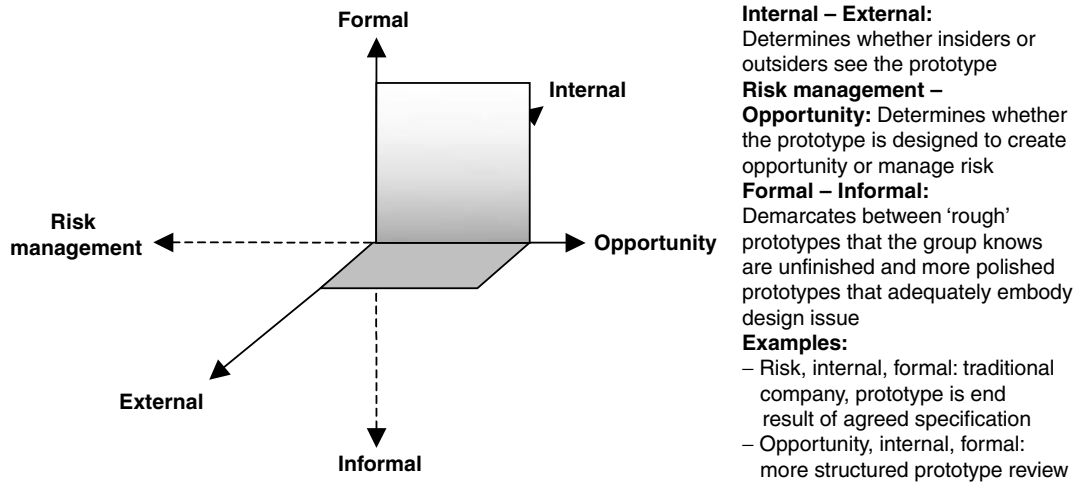 Formal
Internal
Risk
management
Opportunity
External
Informal
Internal – External:
Determines whether insiders or
outsiders see the prototype
Risk management –
Opportunity: Determines whether
the prototype is designed to create
opportunity or manage risk
Formal – Informal:
Demarcates between ‘rough’
prototypes that the group knows
are unfinished and more polished
prototypes that adequately embody
design issue
Examples:
– Risk, internal, formal: traditional
company, prototype is end
result of agreed specification
– Opportunity, internal, formal:
more structured prototype review